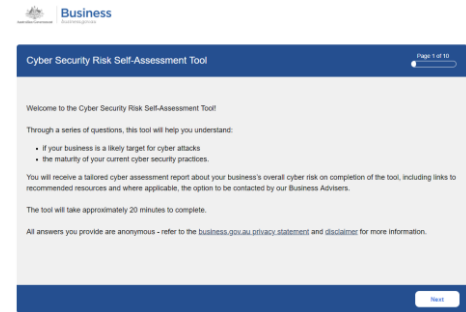 Business
Cyber Security Risk Self-Assessment Tool
Page 1 of 10
Welcome to the Cyber Security Risk Self-Assessment Tool!
Through a series of questions, this tool will help you understand:
• if your business is a likely target for cyber attacks
• the maturity of your current cyber security practices.
You will receive a tailored cyber assessment report about your business's overall cyber risk on completion of the tool, including links to
recommended resources and where applicable, the option to be contacted by our Business Advisers.
The tool will take approximately 20 minutes to complete.
All answers you provide are anonymous - refer to the business.gov.au privacy statement and disclaimer for more information.
Next